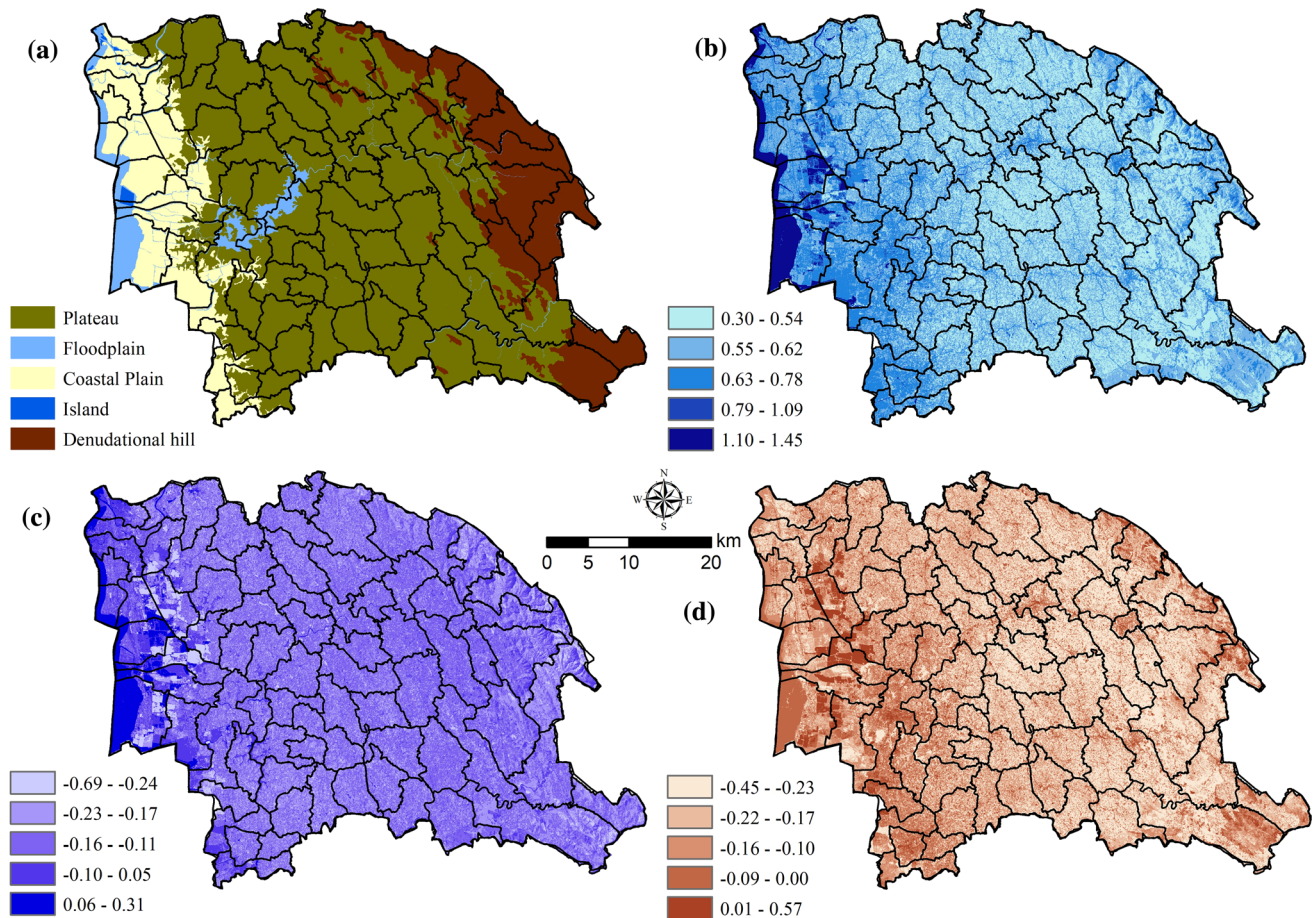 (a)
Plateau
Floodplain
Coastal Plain
Island
Denudational hill
(b)
0.30 - 0.54
0.55 - 0.62
0.63 - 0.78
0.79 - 1.09
1.10 - 1.45
(c)
-0.69 - -0.24
-0.23 - -0.17
-0.16 - -0.11
-0.10 - 0.05
0.06 - 0.31
N
W E
S
km
0 5 10 20
(d)
-0.45 - -0.23
-0.22 - -0.17
-0.16 - -0.10
-0.09 - 0.00
0.01 - 0.57